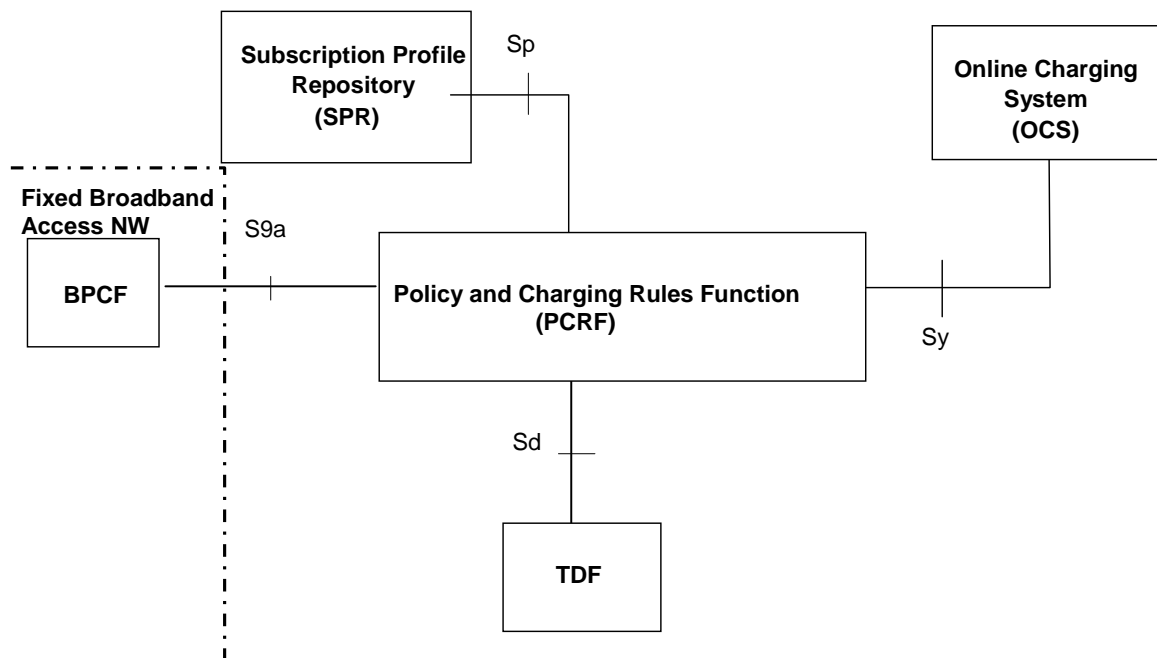 Subscription Profile
Repository
(SPR)
Sp
Online Charging
System
(OCS)
Fixed Broadband
Access NW
S9a
BPCF
Policy and Charging Rules Function
(PCRF)
Sy
Sd
TDF